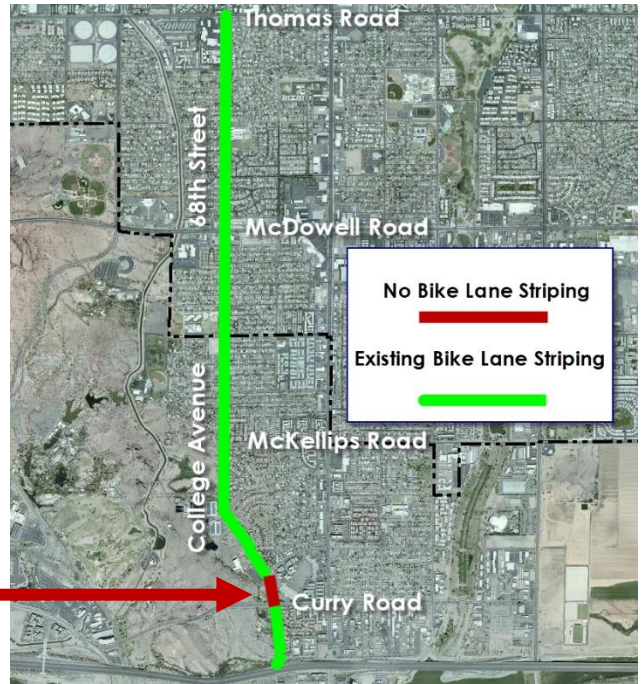 Thomas Road
68th Street
McDowell Road
No Bike Lane Striping
Existing Bike Lane Striping
College Avenue
McKellips Road
Curry Road